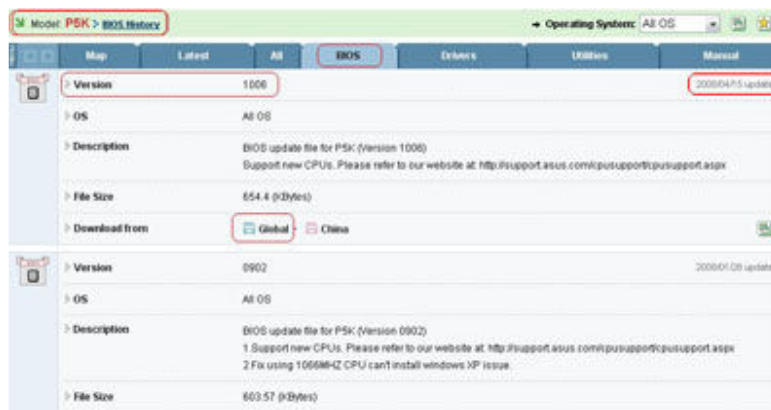 Model: P5K > BIOS History
Operating System: All OS
Map Latest All BIOS Drivers Utilities Manual
Version 1006 2008/04/15 update
OS All OS
Description BIOS update file for P5K (Version 1006)
Support new CPUs. Please refer to our website at: http://support.asus.com/cpusupport/cpusupport.aspx
File Size 654.4 (KBytes)
Download from Global China
Version 0902 2008/01/28 update
OS All OS
Description BIOS update file for P5K (Version 0902)
1.Support new CPUs. Please refer to our website at: http://support.asus.com/cpusupport/cpusupport.aspx
2.Fix using 1066MHZ CPU can't install windows XP issue.
File Size 603.57 (KBytes)